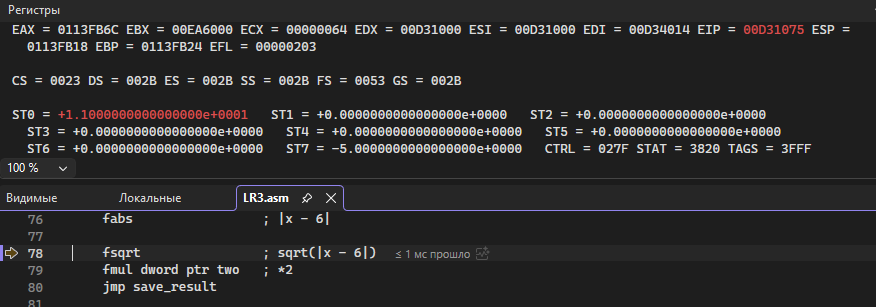 Регистры
EAX = 0113FB6C EBX = 00EA6000 ECX = 00000064 EDX = 00D31000 ESI = 00D31000 EDI = 00D34014 EIP = 00D31075 ESP =
0113FB18 EBP = 0113FB24 EFL = 00000203
CS = 0023 DS = 002B ES = 002B SS = 002B FS = 0053 GS = 002B
ST0 = +1.1000000000000000e+0001 ST1 = +0.0000000000000000e+0000 ST2 = +0.0000000000000000e+0000
ST3 = +0.0000000000000000e+0000 ST4 = +0.0000000000000000e+0000 ST5 = +0.0000000000000000e+0000
ST6 = +0.0000000000000000e+0000 ST7 = -5.0000000000000000e+0000 CTRL = 027F STAT = 3820 TAGS = 3FFF
100 %
Видимые Локальные LR3.asm
76 fabs ; |x - 6|
77
78 fsqrt ; sqrt(|x - 6|) ≤ 1 мс прошло
79 fmul dword ptr two ; *2
80 jmp save_result
81